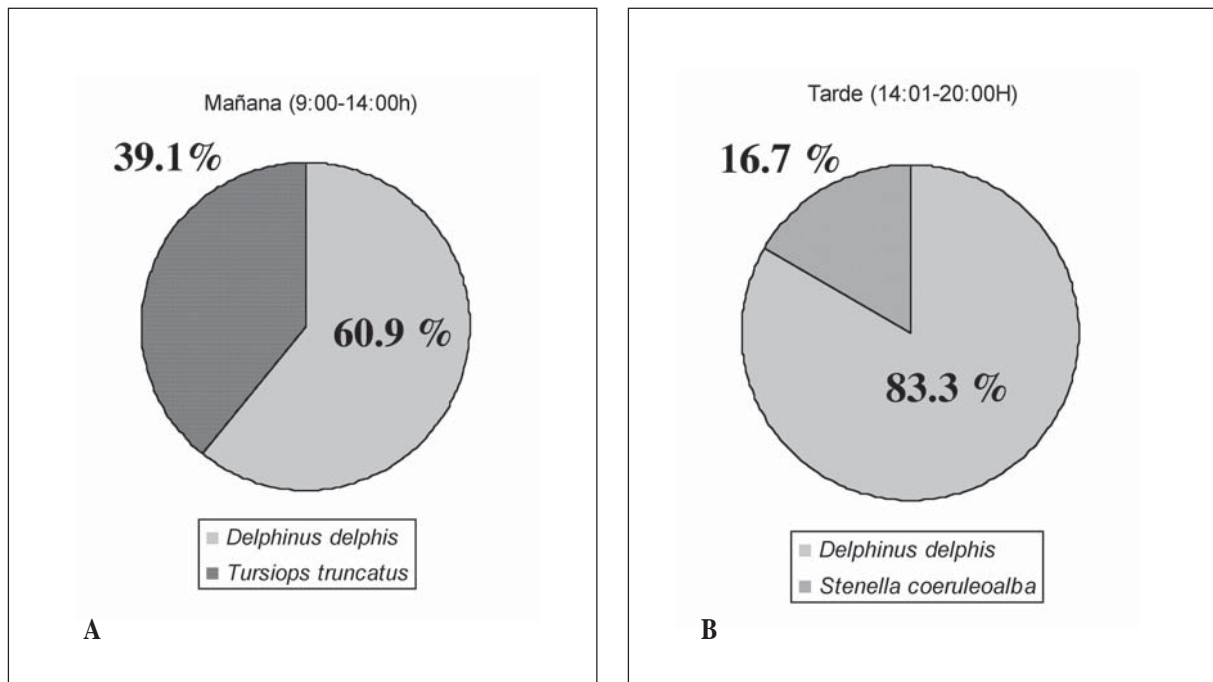 Mañana (9:00-14:00h)
39.1%
60.9 %
Delphinus delphis
Tursiops truncatus
A
Tarde (14:01-20:00H)
16.7 %
83.3 %
Delphinus delphis
Stenella coeruleoalba
B